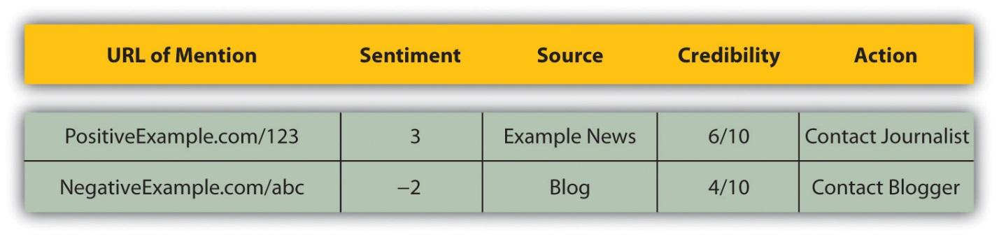 URL of Mention Sentiment Source Credibility Action
PositiveExample.com/123 3 Example News 6/10 Contact Journalist
NegativeExample.com/abc −2 Blog 4/10 Contact Blogger